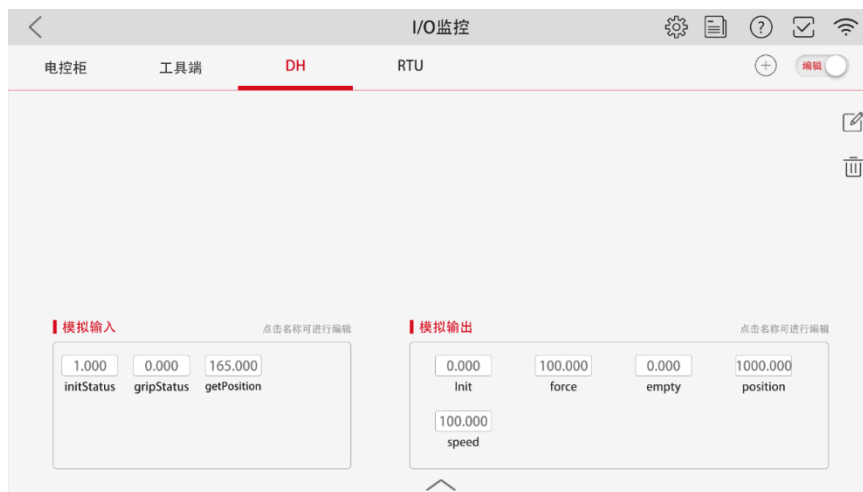 I/O监控
电控柜 工具端 DH RTU 编辑
模拟输入 点击名称可进行编辑
1.000 0.000 165.000
initStatus gripStatus getPosition
模拟输出 点击名称可进行编辑
0.000 100.000 0.000 1000.000
Init force empty position
100.000
speed